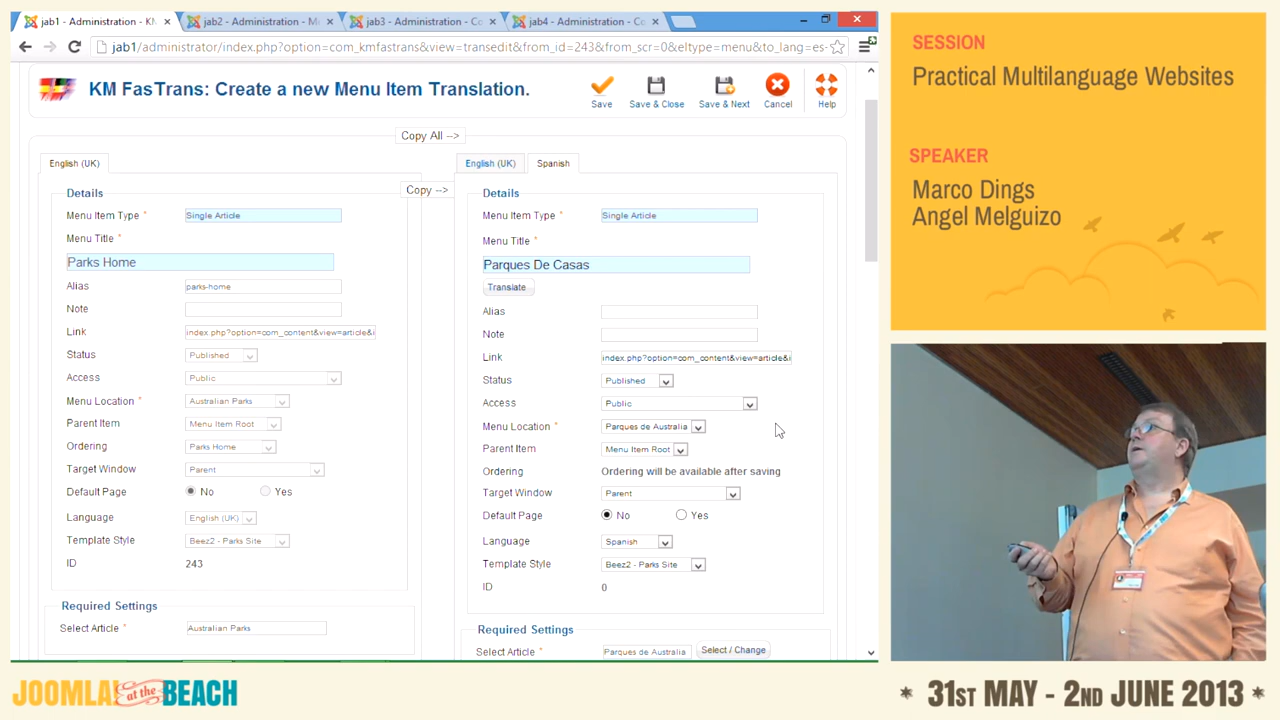 jab1 - Administration - KM
jab2 - Administration - M
jab3 - Administration - Co
jab4 - Administration - Co
jab1/administrator/index.php?option=com_kmfastrans&view=transedit&from_id=243&from_scr=0&eltype=menu&to_lang=es-
KM FasTrans: Create a new Menu Item Translation.
Save
Save & Close
Save & Next
Cancel
Help
Copy All -->
English (UK)
Copy -->
Details
Menu Item Type *
Single Article
Menu Title *
Parks Home
Alias
parks-home
Note
Link
index.php?option=com_content&view=article&i
Status
Published
Access
Public
Menu Location *
Australian Parks
Parent Item
Menu Item Root
Ordering
Parks Home
Target Window
Parent
Default Page
No
Yes
Language
English (UK)
Template Style
Beez2 - Parks Site
ID
243
Required Settings
Select Article *
Australian Parks
English (UK)
Spanish
Details
Menu Item Type *
Single Article
Menu Title *
Parques De Casas
Translate
Alias
Note
Link
index.php?option=com_content&view=article&i
Status
Published
Access
Public
Menu Location *
Parques de Australia
Parent Item
Menu Item Root
Ordering
Ordering will be available after saving
Target Window
Parent
Default Page
No
Yes
Language
Spanish
Template Style
Beez2 - Parks Site
ID
0
Required Settings
Select Article *
Parques de Australia
Select / Change
SESSION
Practical Multilanguage Websites
SPEAKER
Marco Dings
Angel Melguizo
JOOMLA! at the BEACH
* 31ST MAY - 2ND JUNE 2013 *